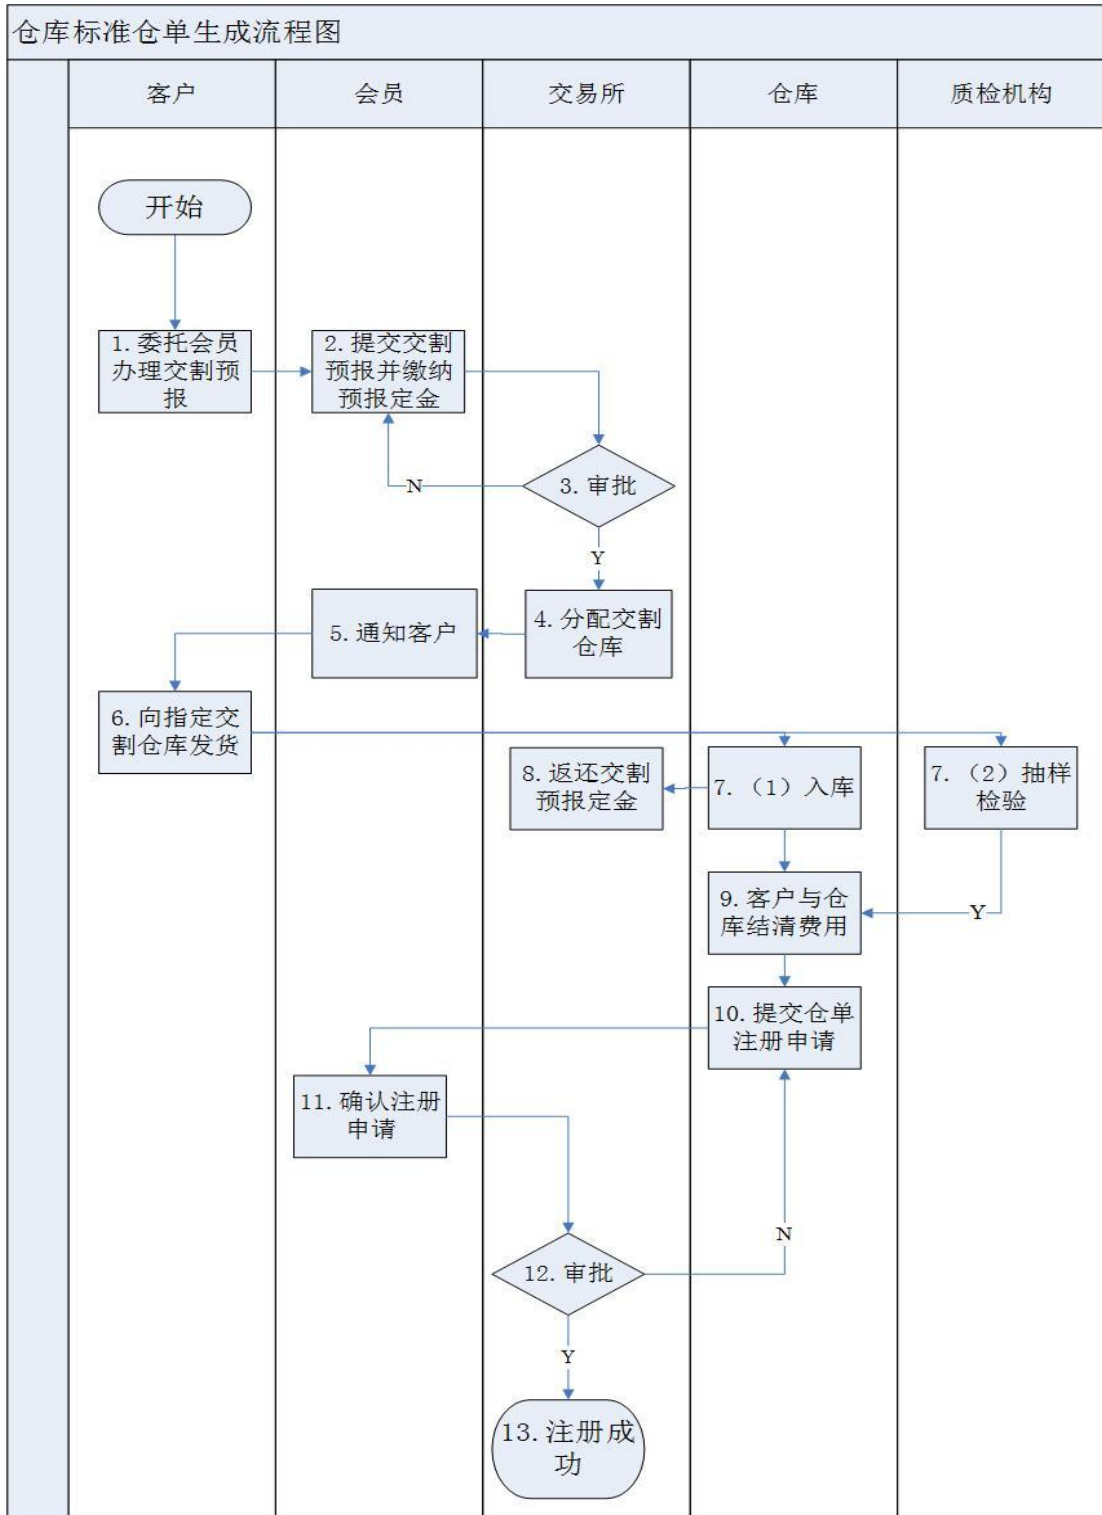 仓库标准仓单生成流程图
客户
会员
交易所
仓库
质检机构
开始
1.委托会员
办理交割预
报
2.提交交割
预报并缴纳
预报定金
3.审批
N
Y
4.分配交割
仓库
5.通知客户
6.向指定交
割仓库发货
7.（1）入库
7.（2）抽样
检验
8.返还交割
预报定金
9.客户与仓
库结清费用
Y
10.提交仓单
注册申请
11.确认注册
申请
12.审批
N
Y
13.注册成
功